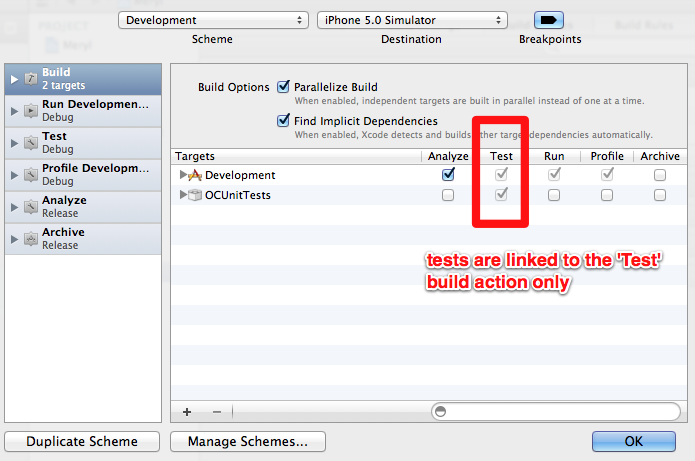 PROJECT
Meryl
Build Rules
Development
iPhone 5.0 Simulator
Scheme
Destination
Breakpoints
Build
2 targets
Run Developmen...
Debug
Test
Debug
Profile Developm...
Debug
Analyze
Release
Archive
Release
Build Options
Parallelize Build
When enabled, independent targets are built in parallel instead of one at a time.
Find Implicit Dependencies
When enabled, Xcode detects and builds ther targe dependencies automatically.
Targets Analyze Test Run Profile Archive
Development
OCUnitTests
tests are linked to the 'Test'
build action only
Duplicate Scheme
Manage Schemes...
OK